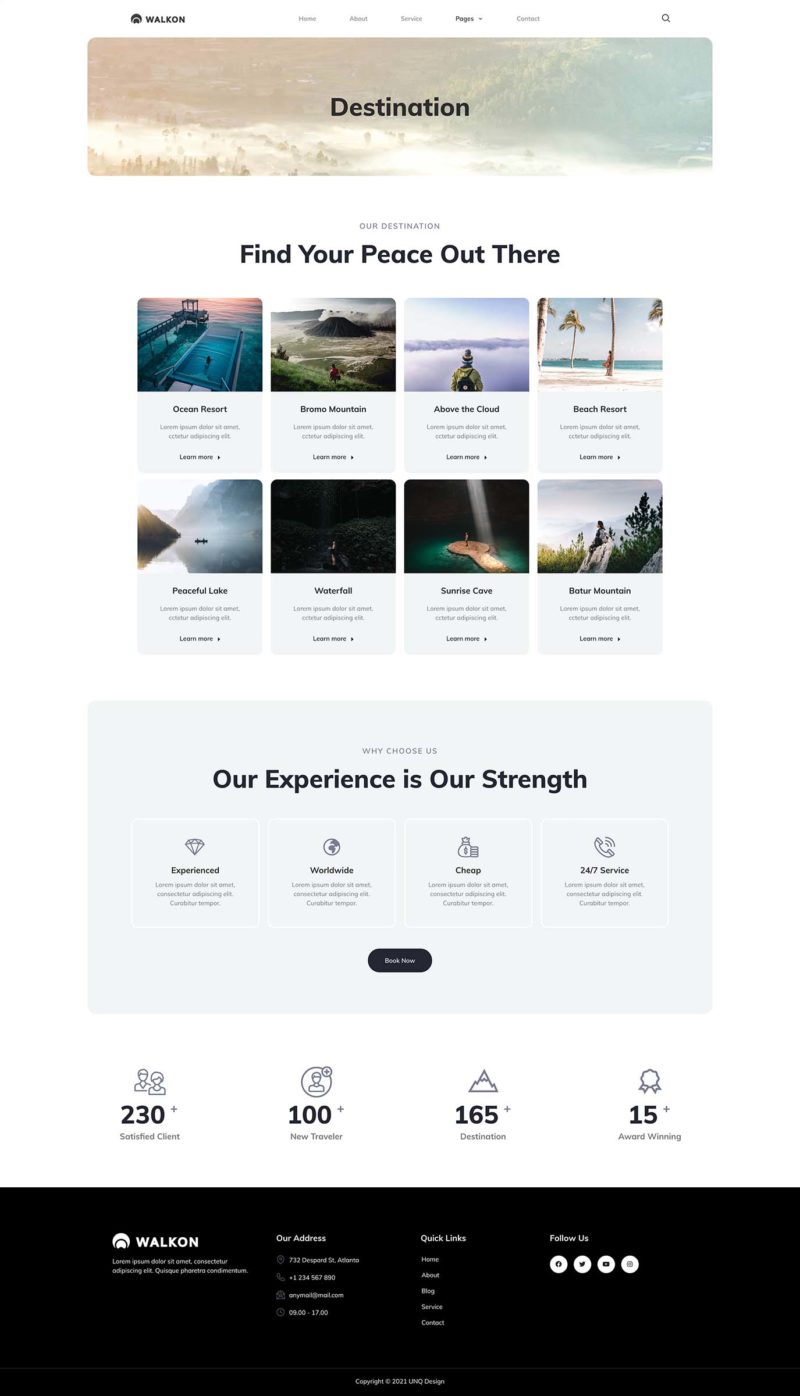 WALKON
Home
About
Service
Pages
Contact
Destination
OUR DESTINATION
Find Your Peace Out There
Ocean Resort
Lorem ipsum dolor sit amet,
cctetur adipiscing elit.
Learn more
Bromo Mountain
Lorem ipsum dolor sit amet,
cctetur adipiscing elit.
Learn more
Above the Cloud
Lorem ipsum dolor sit amet,
cctetur adipiscing elit.
Learn more
Beach Resort
Lorem ipsum dolor sit amet,
cctetur adipiscing elit.
Learn more
Peaceful Lake
Lorem ipsum dolor sit amet,
cctetur adipiscing elit.
Learn more
Waterfall
Lorem ipsum dolor sit amet,
cctetur adipiscing elit.
Learn more
Sunrise Cave
Lorem ipsum dolor sit amet,
cctetur adipiscing elit.
Learn more
Batur Mountain
Lorem ipsum dolor sit amet,
cctetur adipiscing elit.
Learn more
WHY CHOOSE US
Our Experience is Our Strength
Experienced
Lorem ipsum dolor sit amet,
consectetur adipiscing elit.
Curabitur tempor.
Worldwide
Lorem ipsum dolor sit amet,
consectetur adipiscing elit.
Curabitur tempor.
Cheap
Lorem ipsum dolor sit amet,
consectetur adipiscing elit.
Curabitur tempor.
24/7 Service
Lorem ipsum dolor sit amet,
consectetur adipiscing elit.
Curabitur tempor.
Book Now
230 +
Satisfied Client
100 +
New Traveler
165 +
Destination
15 +
Award Winning
WALKON
Lorem ipsum dolor sit amet, consectetur
adipiscing elit. Quisque pharetra condimentum.
Our Address
732 Despard St, Atlanta
+1 234 567 890
anymail@mail.com
09.00 - 17.00
Quick Links
Home
About
Blog
Service
Contact
Follow Us
Copyright © 2021 UNQ Design